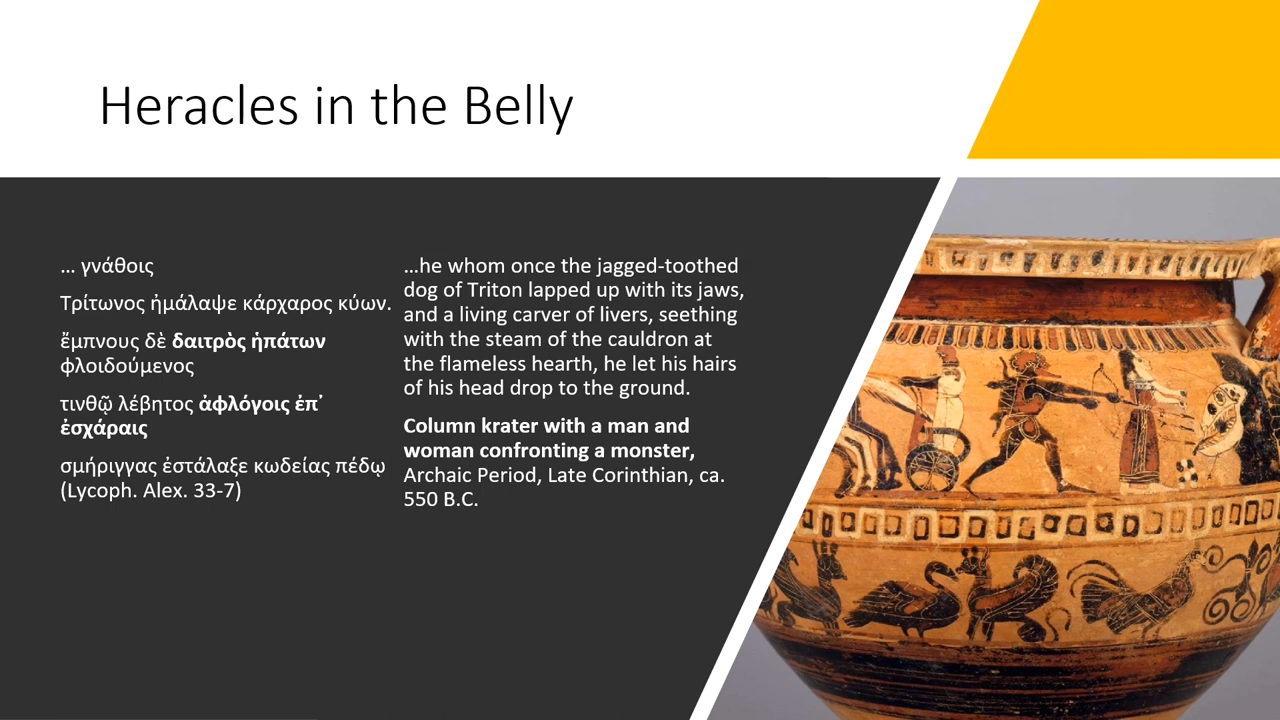 Heracles in the Belly
… γνάθοις
Τρίτωνος ἠμάλαψε κάρχαρος κύων.
ἔμπνους δὲ δαιτρὸς ἡπάτων
φλοιδούμενος
τινθῷ λέβητος ἀφλόγοις ἐπ᾽
ἐσχάραις
σμήριγγας ἐστάλαξε κωδείας πέδῳ
(Lycoph. Alex. 33-7)
…he whom once the jagged-toothed
dog of Triton lapped up with its jaws,
and a living carver of livers, seething
with the steam of the cauldron at
the flameless hearth, he let his hairs
of his head drop to the ground.
Column krater with a man and
woman confronting a monster,
Archaic Period, Late Corinthian, ca.
550 B.C.